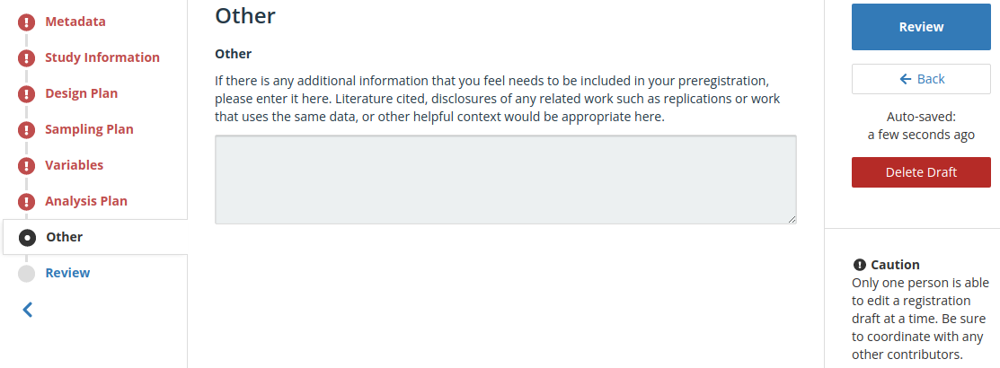 Metadata
Study Information
Design Plan
Sampling Plan
Variables
Analysis Plan
Other
Review
Other
Other
If there is any additional information that you feel needs to be included in your preregistration,
please enter it here. Literature cited, disclosures of any related work such as replications or work
that uses the same data, or other helpful context would be appropriate here.
Review
Back
Auto-saved:
a few seconds ago
Delete Draft
Caution
Only one person is able
to edit a registration
draft at a time. Be sure
to coordinate with any
other contributors.